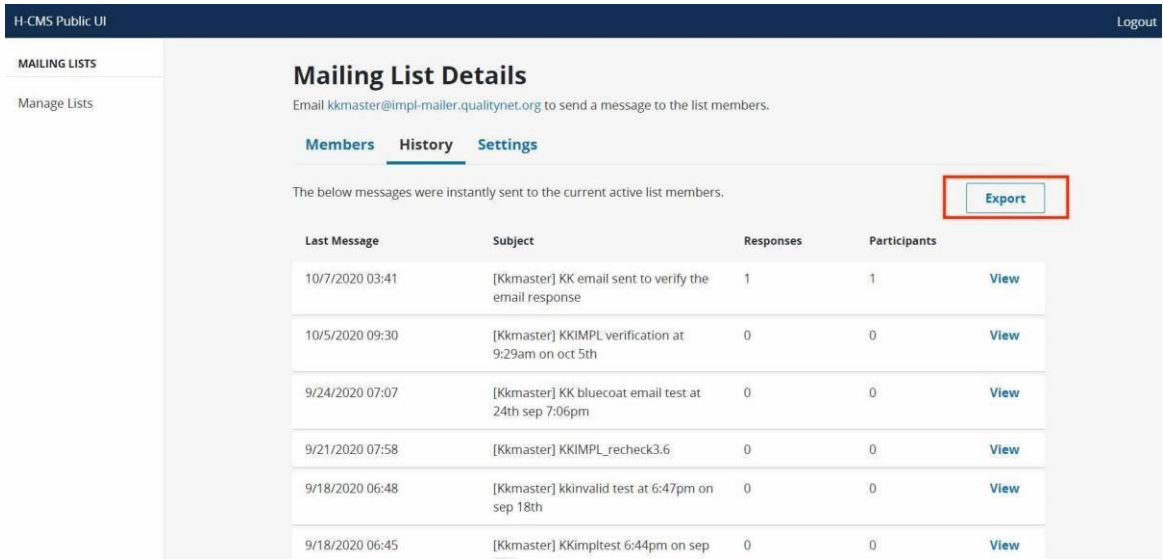 H-CMS Public UI
Logout
MAILING LISTS
Manage Lists
Mailing List Details
Email kkmaster@impl-mailer.qualitynet.org to send a message to the list members.
Members History Settings
The below messages were instantly sent to the current active list members.
Export
Last Message Subject Responses Participants
10/7/2020 03:41 [Kkmaster] KK email sent to verify the 1 1 View
email response
10/5/2020 09:30 [Kkmaster] KKIMPL verification at 0 0 View
9:29am on oct 5th
9/24/2020 07:07 [Kkmaster] KK bluecoat email test at 0 0 View
24th sep 7:06pm
9/21/2020 07:58 [Kkmaster] KKIMPL_recheck3.6 0 0 View
9/18/2020 06:48 [Kkmaster] kkinvalid test at 6:47pm on 0 0 View
sep 18th
9/18/2020 06:45 [Kkmaster] KKimpltest 6:44pm on sep 0 0 View